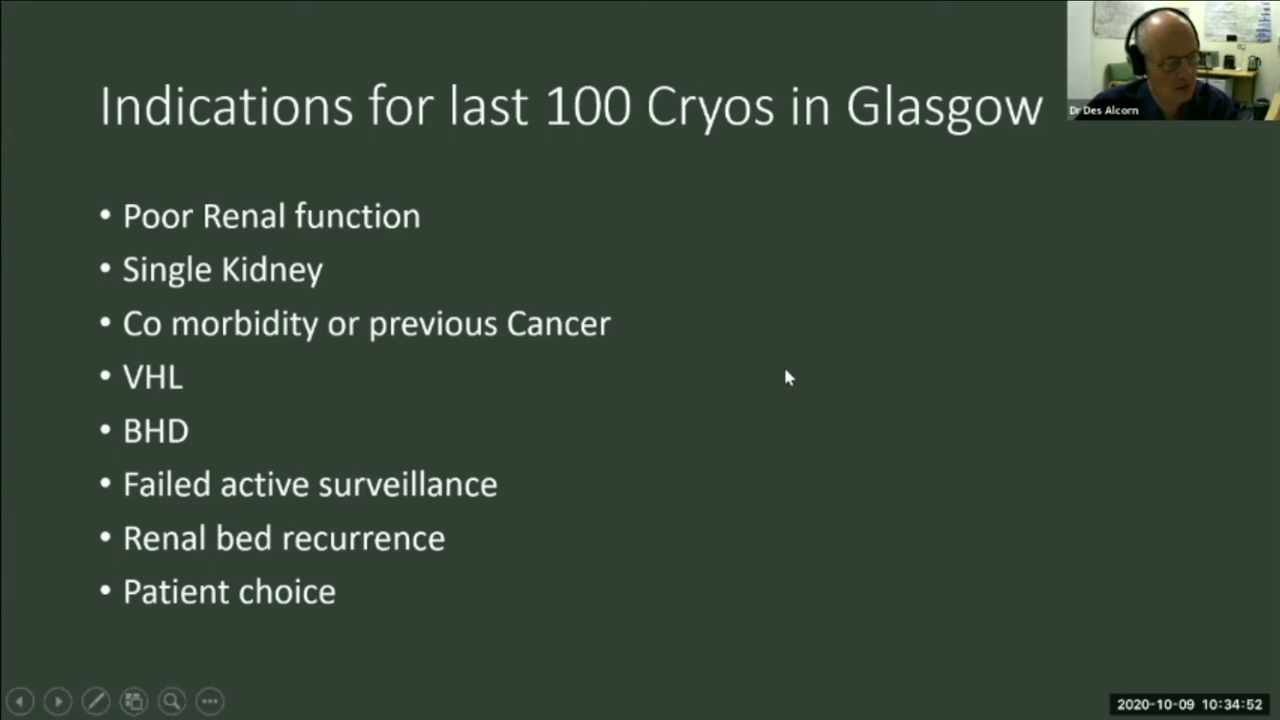 Indications for last 100 Cryos in Glasgow
Dr Des Alcorn
• Poor Renal function
• Single Kidney
• Co morbidity or previous Cancer
• VHL
• BHD
• Failed active surveillance
• Renal bed recurrence
• Patient choice
2020-10-09 10:34:52